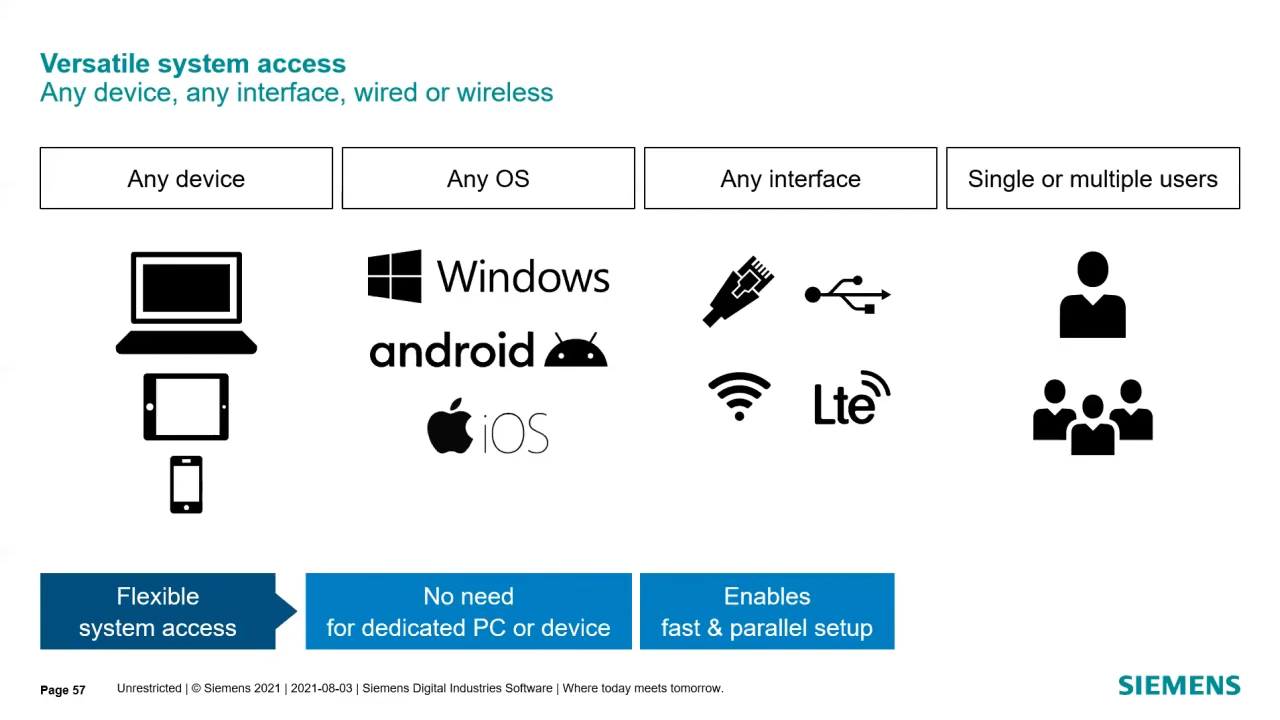 Versatile system access
Any device, any interface, wired or wireless
Any device
Any OS
Any interface
Single or multiple users
Windows
android
iOS
Lte
Flexible
system access
No need
for dedicated PC or device
Enables
fast & parallel setup
Page 57
Unrestricted | © Siemens 2021 | 2021-08-03 | Siemens Digital Industries Software | Where today meets tomorrow.
SIEMENS